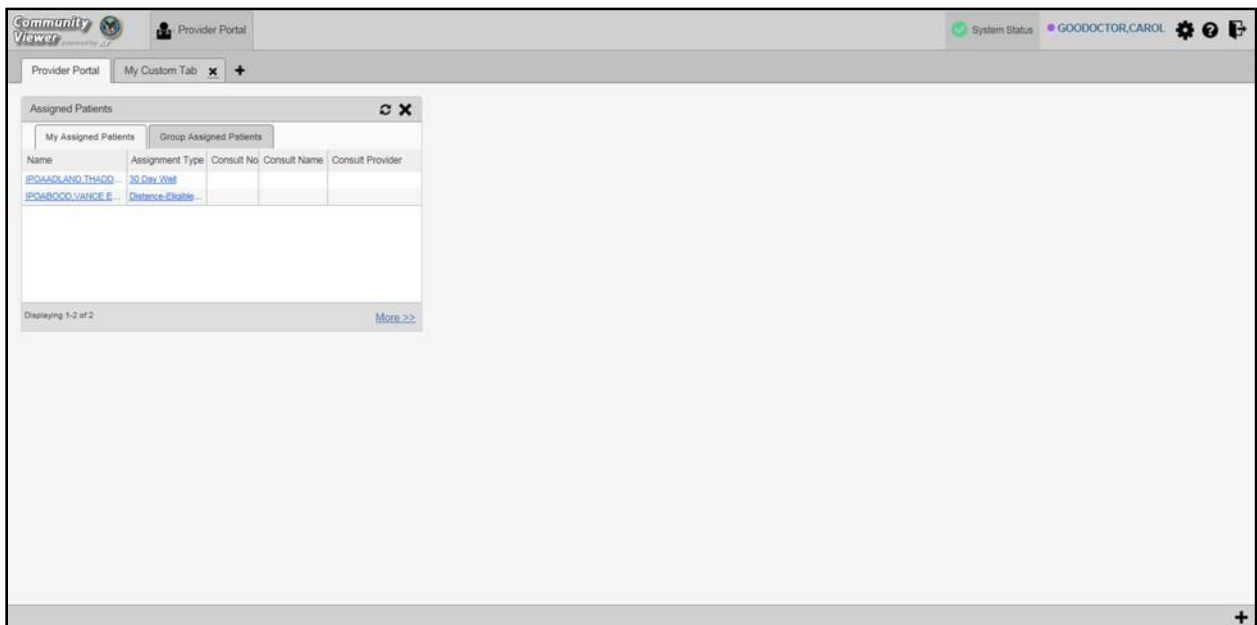 Community
Viewer powered by
Provider Portal
System Status
GOODOCTOR,CAROL
Provider Portal
My Custom Tab
Assigned Patients
My Assigned Patients
Group Assigned Patients
Name Assignment Type Consult No Consult Name Consult Provider
IPOAADLAND,THADD... 30 Day Wait
IPOABOOD,VANCE E... Distance-Eligible...
Displaying 1-2 of 2
More >>